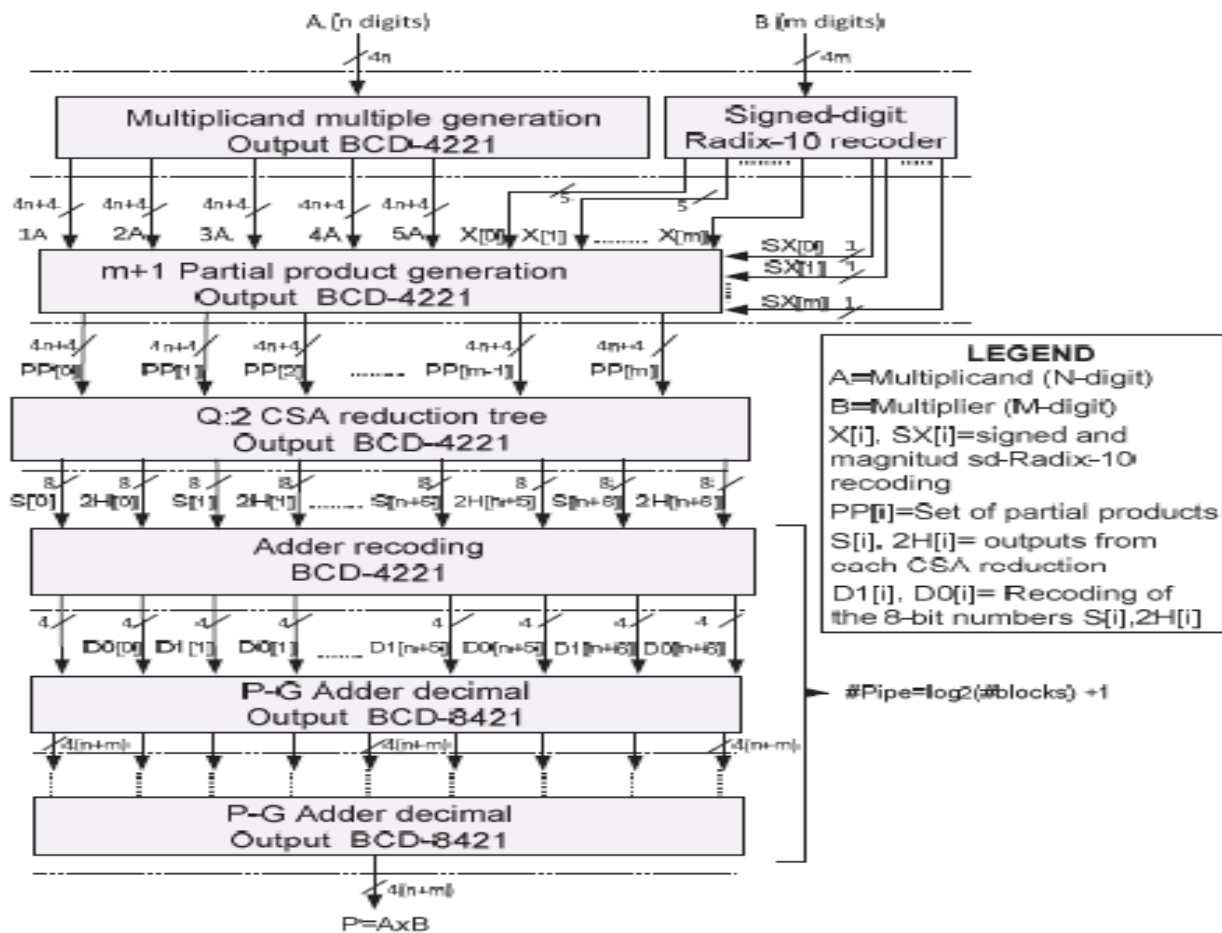 A (n digits)
B (m digits)
4n
4m
Multiplicand multiple generation
Output BCD-4221
Signed-digit
Radix-10 recoder
4n+4 4n+4 4n+4 4n+4 4n+4
5
5
1A 2A 3A 4A 5A X[0] X[1] ........ X[m]
SX[0] 1
SX[1] 1
SX[m] 1
m+1 Partial product generation
Output BCD-4221
4n+4 4n+4 4n+4 4n+4 4n+4
PP[0] PP[1] PP[2] ........ PP[m-1] PP[m]
Q:2 CSA reduction tree
Output BCD-4221
8 8 8 8 8 8 8 8
S[0] 2H[0] S[1] 2H[1] ....... S[n+5] 2H[n+5] S[n+6] 2H[n+6]
Adder recoding
BCD-4221
4 4 4 4 4 4 4 4
D0[0] D1[1] D0[1] ....... D1[n+5] D0[n+5] D1[n+6] D0[n+6]
P-G Adder decimal
Output BCD-8421
4(n+m) 4(n+m) 4(n+m)
P-G Adder decimal
Output BCD-8421
4(n+m)
P=AxB
LEGEND
A=Multiplicand (N-digit)
B=Multiplier (M-digit)
X[i], SX[i]=signed and
magnitud sd-Radix-10
recoding
PP[i]=Set of partial products
S[i], 2H[i]= outputs from
each CSA reduction
D1[i], D0[i]= Recoding of
the 8-bit numbers S[i],2H[i]
#Pipe=log2(#blocks) +1